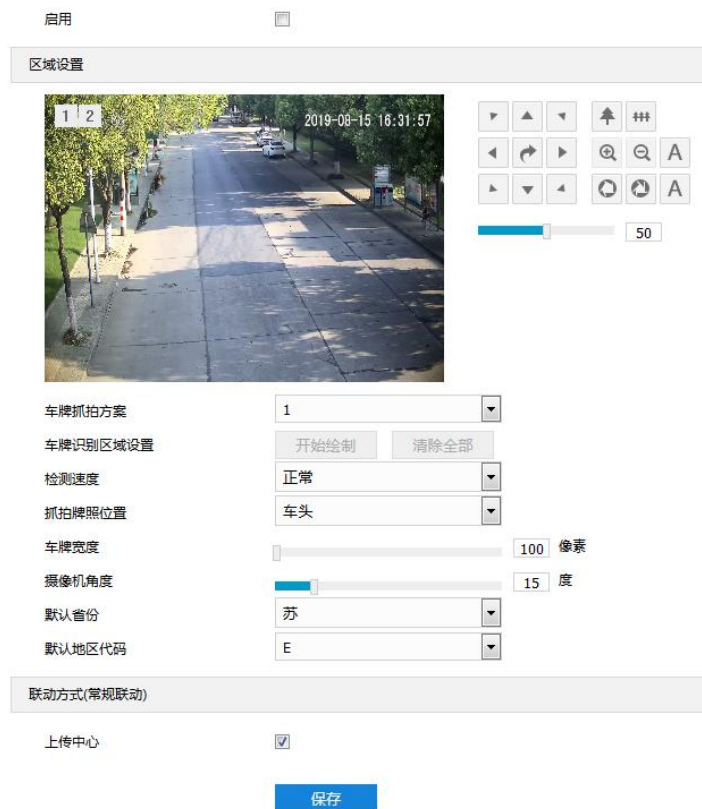 启用
区域设置
1 2
2019-08-15 16:31:57
A
A
50
车牌抓拍方案 1
车牌识别区域设置 开始绘制 清除全部
检测速度 正常
抓拍牌照位置 车头
车牌宽度 100 像素
摄像机角度 15 度
默认省份 苏
默认地区代码 E
联动方式(常规联动)
上传中心
保存